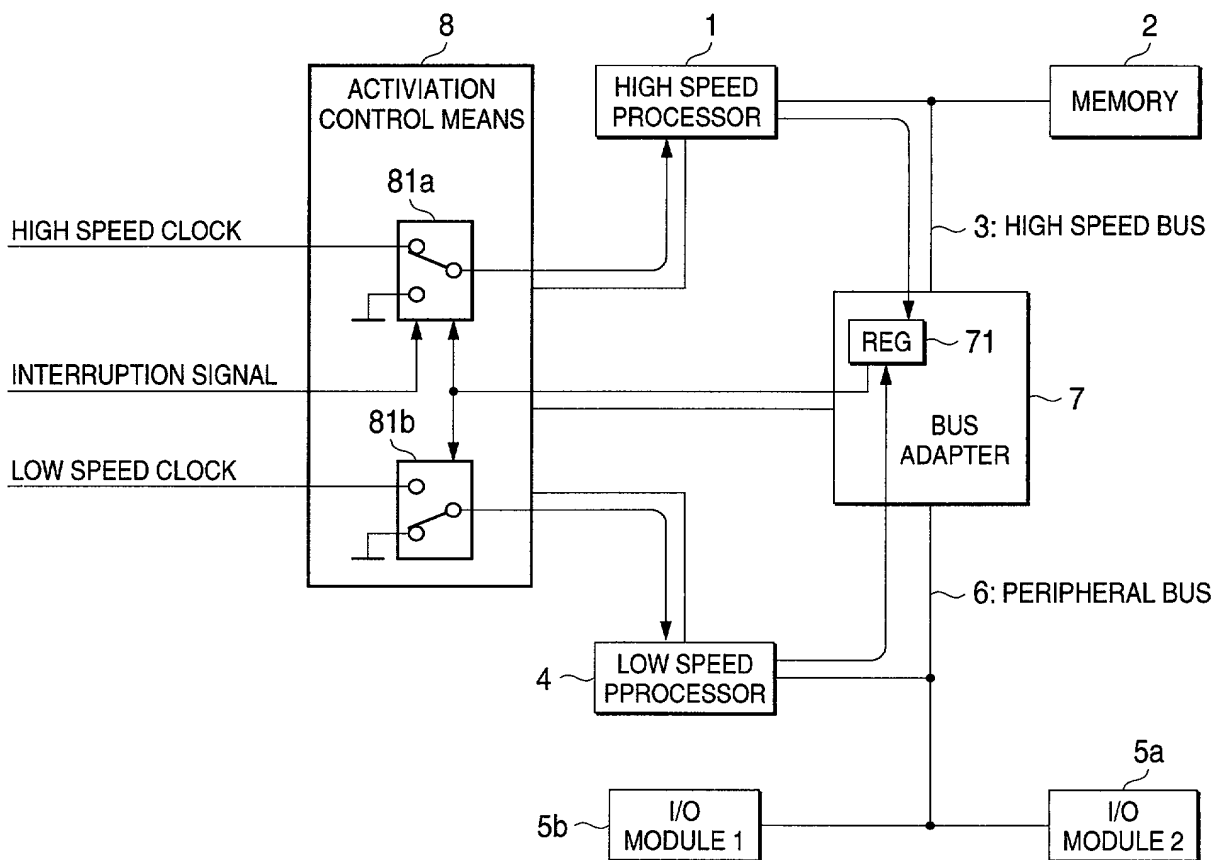 8
ACTIVIATION
CONTROL MEANS
1
HIGH SPEED
PROCESSOR
2
MEMORY
81a
HIGH SPEED CLOCK
3: HIGH SPEED BUS
REG
71
INTERRUPTION SIGNAL
7
BUS
ADAPTER
81b
LOW SPEED CLOCK
6: PERIPHERAL BUS
4
LOW SPEED
PPROCESSOR
5a
5b
I/O
MODULE 1
I/O
MODULE 2